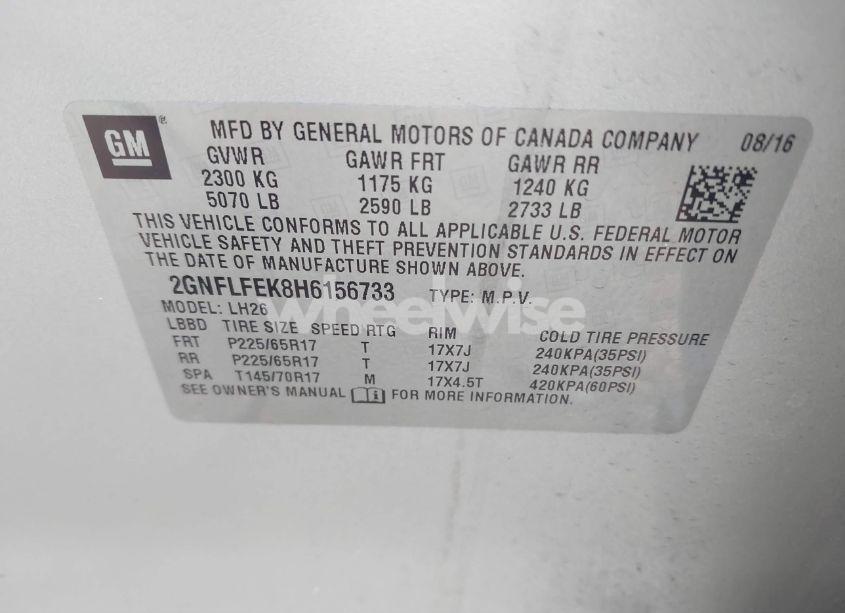 GM ® MFD BY GENERAL MOTORS OF CANADA COMPANY 08/16
GVWR GAWR FRT GAWR RR
2300 KG 1175 KG 1240 KG
5070 LB 2590 LB 2733 LB
THIS VEHICLE CONFORMS TO ALL APPLICABLE U.S. FEDERAL MOTOR
VEHICLE SAFETY AND THEFT PREVENTION STANDARDS IN EFFECT ON
THE DATE OF MANUFACTURE SHOWN ABOVE.
2GNFLFEK8H6156733 TYPE: M.P.V.
MODEL: LH26
wheelwise
LBBD TIRE SIZE SPEED RTG RIM COLD TIRE PRESSURE
FRT P225/65R17 T 17X7J 240KPA(35PSI)
RR P225/65R17 T 17X7J 240KPA(35PSI)
SPA T145/70R17 M 17X4.5T 420KPA(60PSI)
SEE OWNER'S MANUAL FOR MORE INFORMATION.